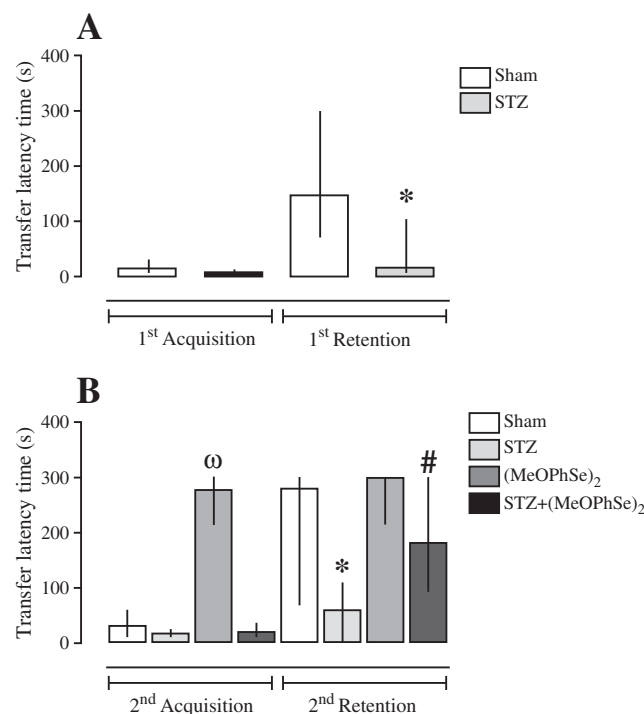 A
Transfer latency time (s)
400
300
200
100
0
*
Sham
STZ
1st Acquisition
1st Retention
B
Transfer latency time (s)
400
300
200
100
0
ω
*
#
Sham
STZ
(MeOPhSe)2
STZ+(MeOPhSe)2
2nd Acquisition
2nd Retention